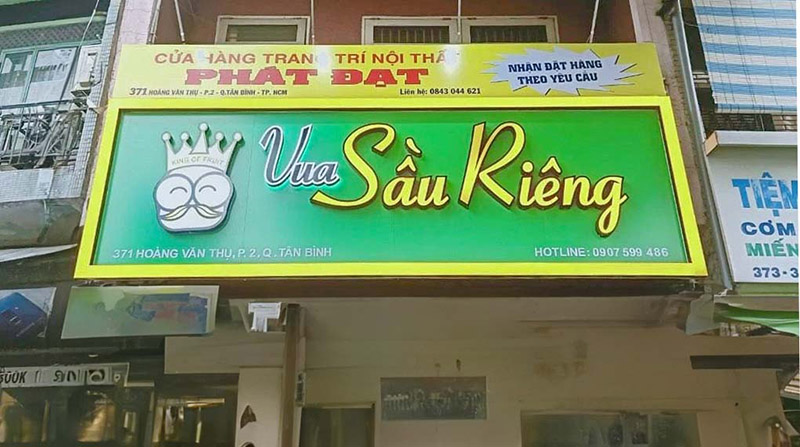 CỬA HÀNG TRANG TRÍ NỘI THẤT
PHÁT ĐẠT
371 HOÀNG VĂN THỤ - P.2 - Q.TÂN BÌNH - TP. HCM
Liên hệ: 0843 044 621
NHẬN ĐẶT HÀNG
THEO YÊU CẦU
KING OF FRUIT
Vua Sầu Riêng
371 HOÀNG VĂN THỤ, P. 2, Q . TÂN BÌNH
HOTLINE: 0907 599 486
TIỆN
CƠM
MIẾN
373-3